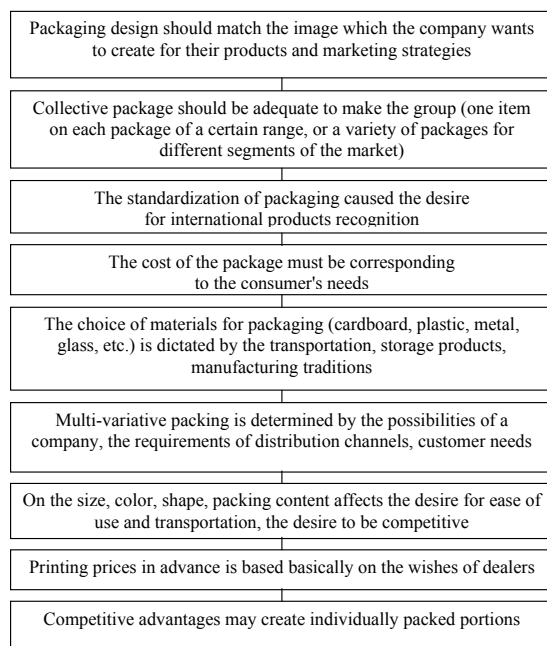 Packaging design should match the image which the company wants
to create for their products and marketing strategies
Collective package should be adequate to make the group (one item
on each package of a certain range, or a variety of packages for
different segments of the market)
The standardization of packaging caused the desire
for international products recognition
The cost of the package must be corresponding
to the consumer's needs
The choice of materials for packaging (cardboard, plastic, metal,
glass, etc.) is dictated by the transportation, storage products,
manufacturing traditions
Multi-variative packing is determined by the possibilities of a
company, the requirements of distribution channels, customer needs
On the size, color, shape, packing content affects the desire for ease of
use and transportation, the desire to be competitive
Printing prices in advance is based basically on the wishes of dealers
Competitive advantages may create individually packed portions